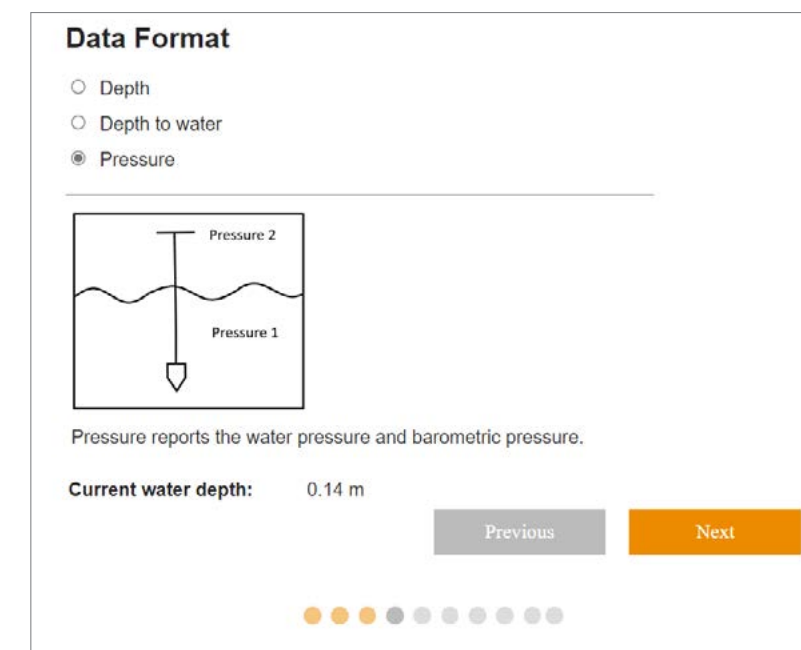 Data Format
Depth
Depth to water
Pressure
Pressure 2
Pressure 1
Pressure reports the water pressure and barometric pressure.
Current water depth: 0.14 m
Previous Next